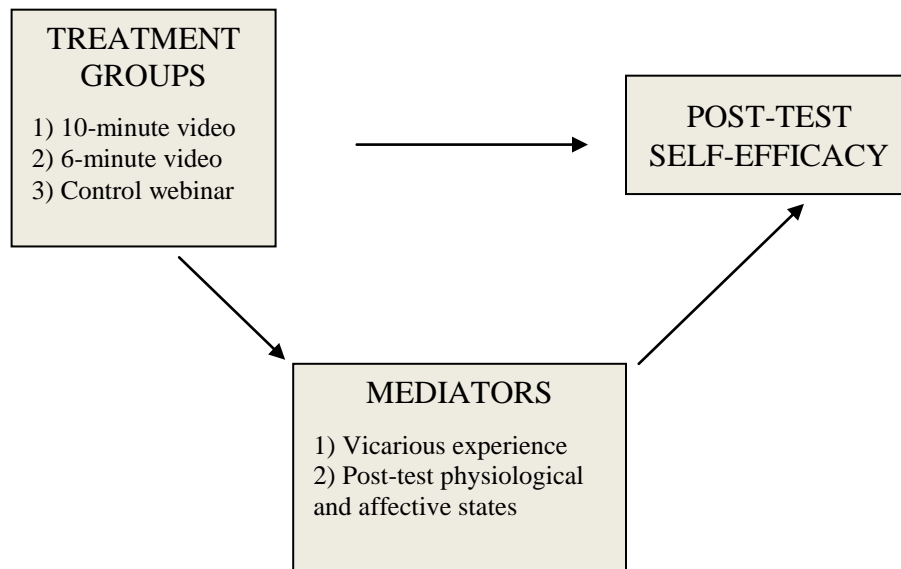 TREATMENT
GROUPS
1) 10-minute video
2) 6-minute video
3) Control webinar
POST-TEST
SELF-EFFICACY
MEDIATORS
1) Vicarious experience
2) Post-test physiological
and affective states